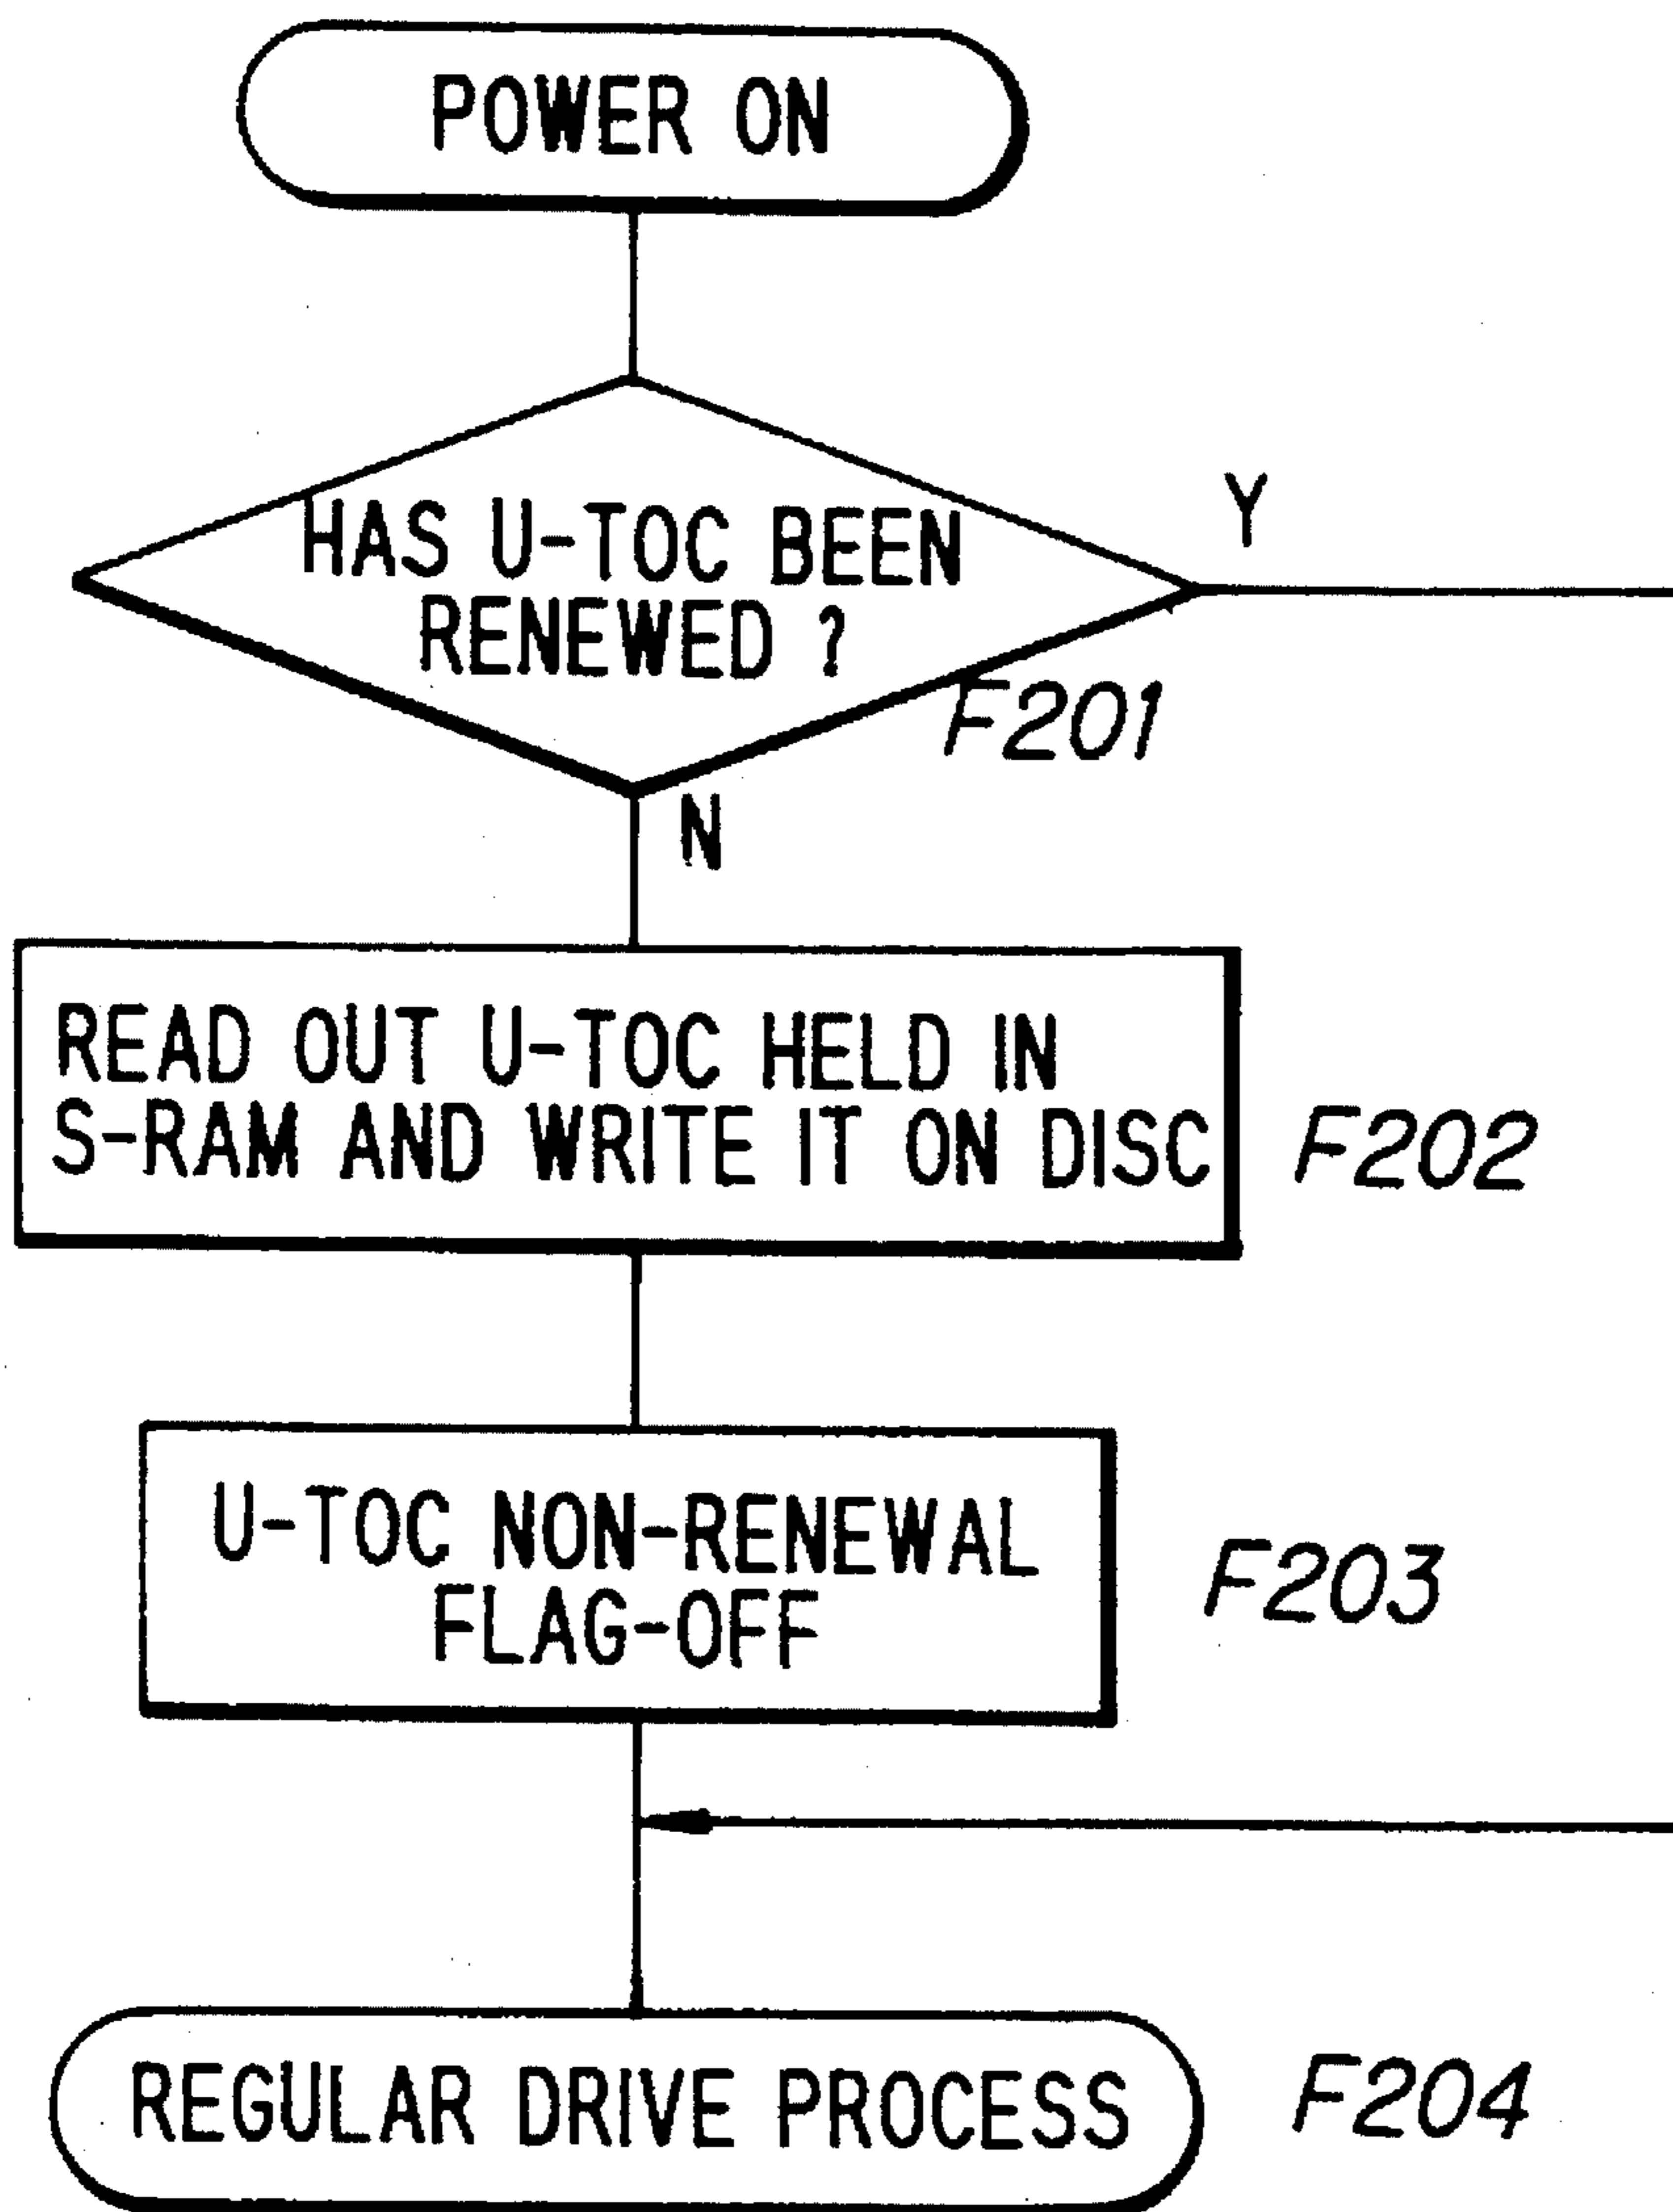 POWER ON
HAS U-TOC BEEN
RENEWED ?
Y
F201
N
READ OUT U-TOC HELD IN
S-RAM AND WRITE IT ON DISC
F202
U-TOC NON-RENEWAL
FLAG-OFF
F203
REGULAR DRIVE PROCESS
F204